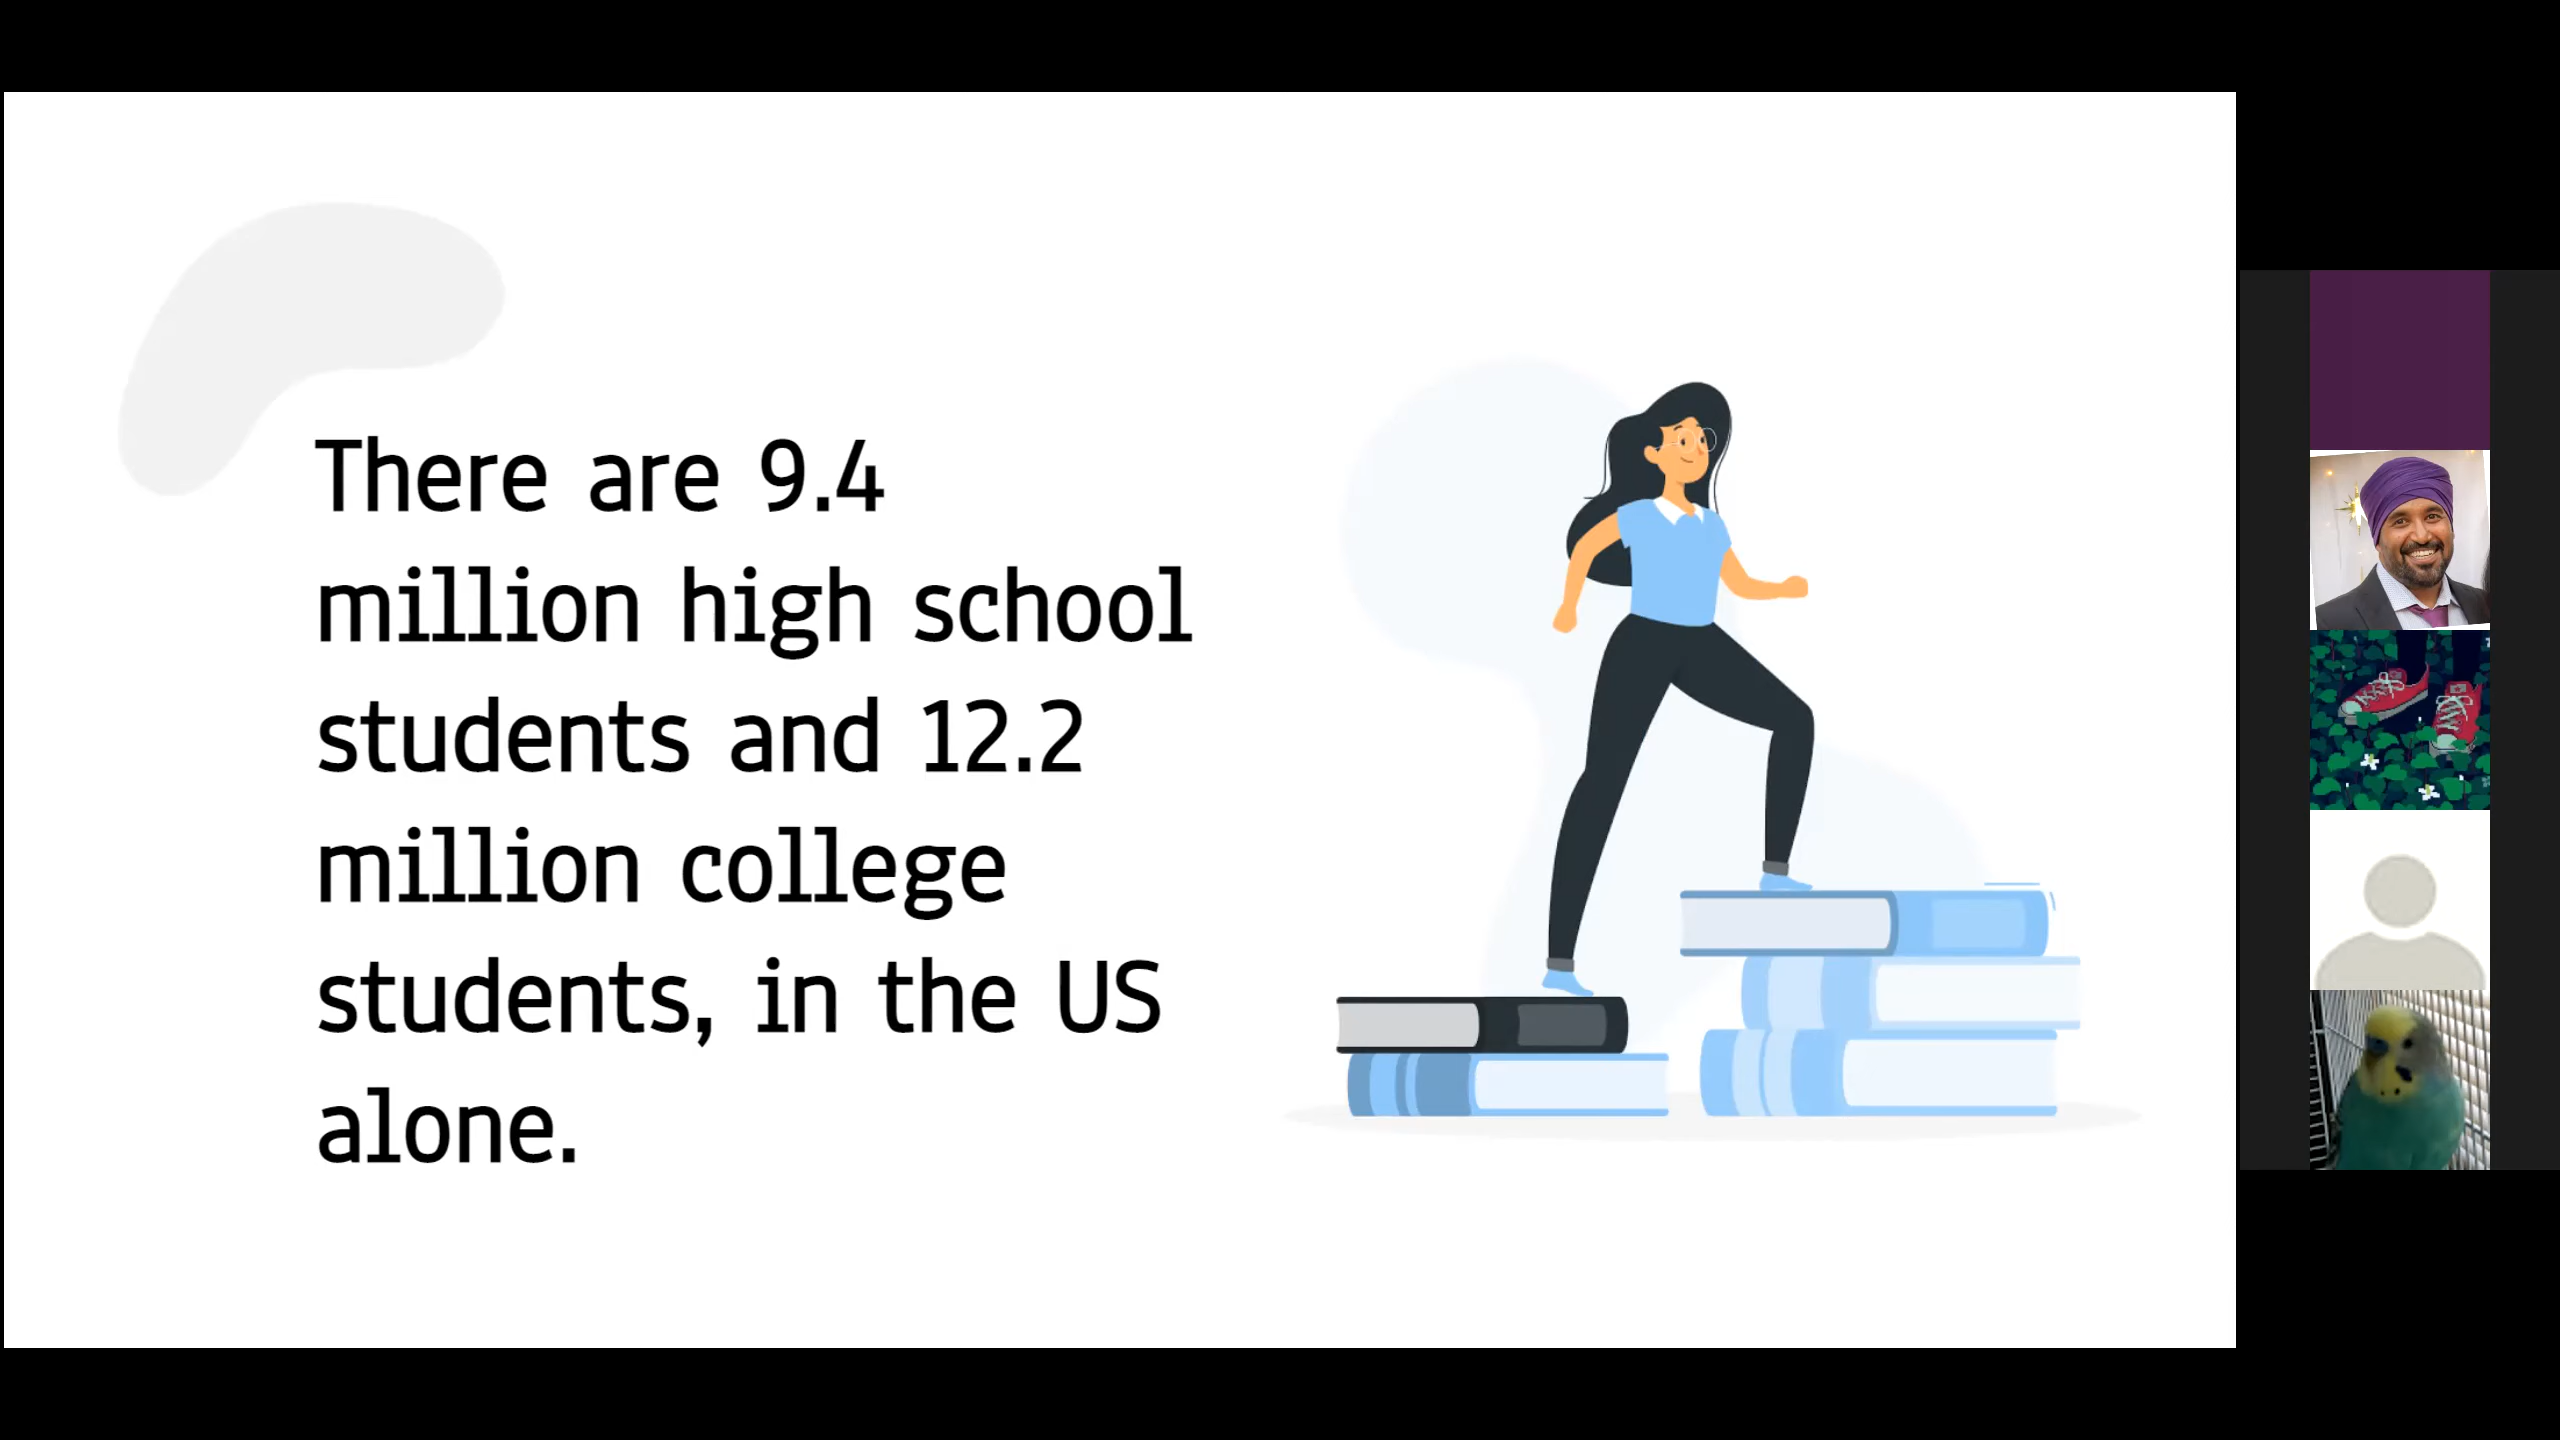 There are 9.4
million high school
students and 12.2
million college
students, in the US
alone.